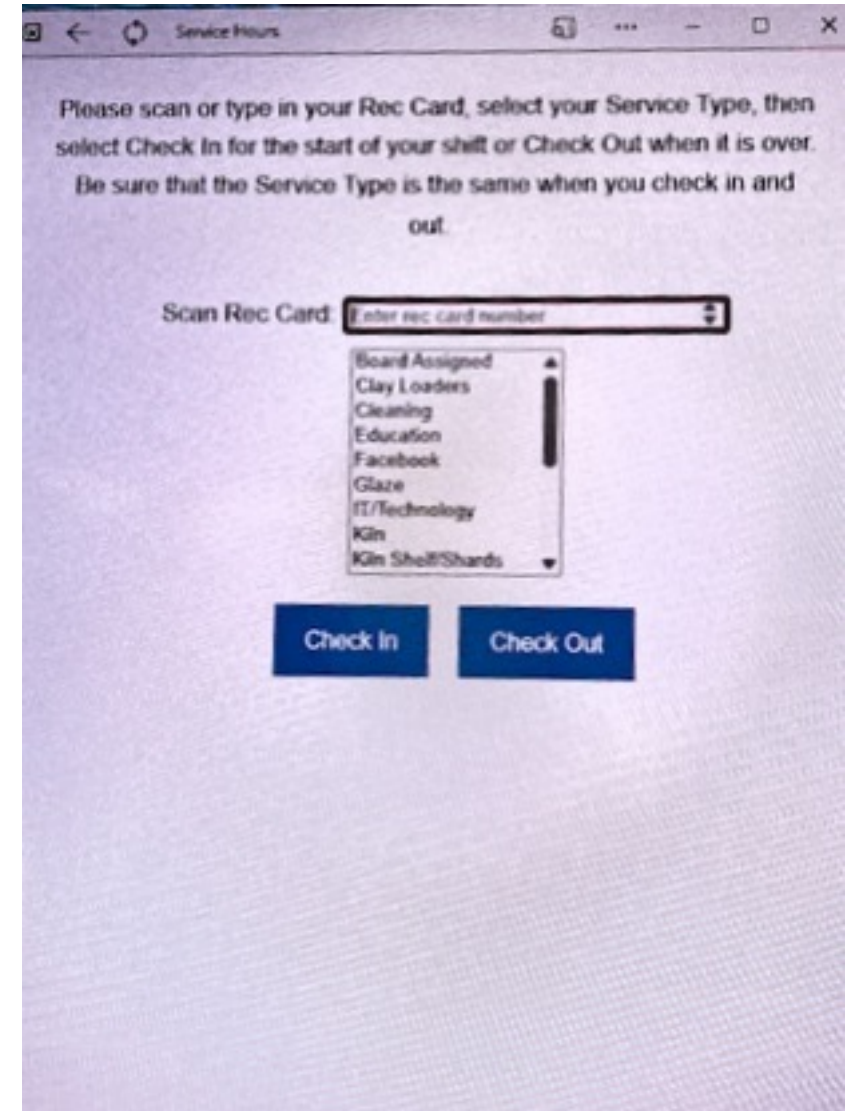 Service Hours
Please scan or type in your Rec Card, select your Service Type, then
select Check In for the start of your shift or Check Out when it is over.
Be sure that the Service Type is the same when you check in and
out.
Scan Rec Card: Enter rec card number
Board Assigned
Clay Loaders
Cleaning
Education
Facebook
Glaze
IT/Technology
Kiln
Kiln Shelf/Shards
Check In Check Out